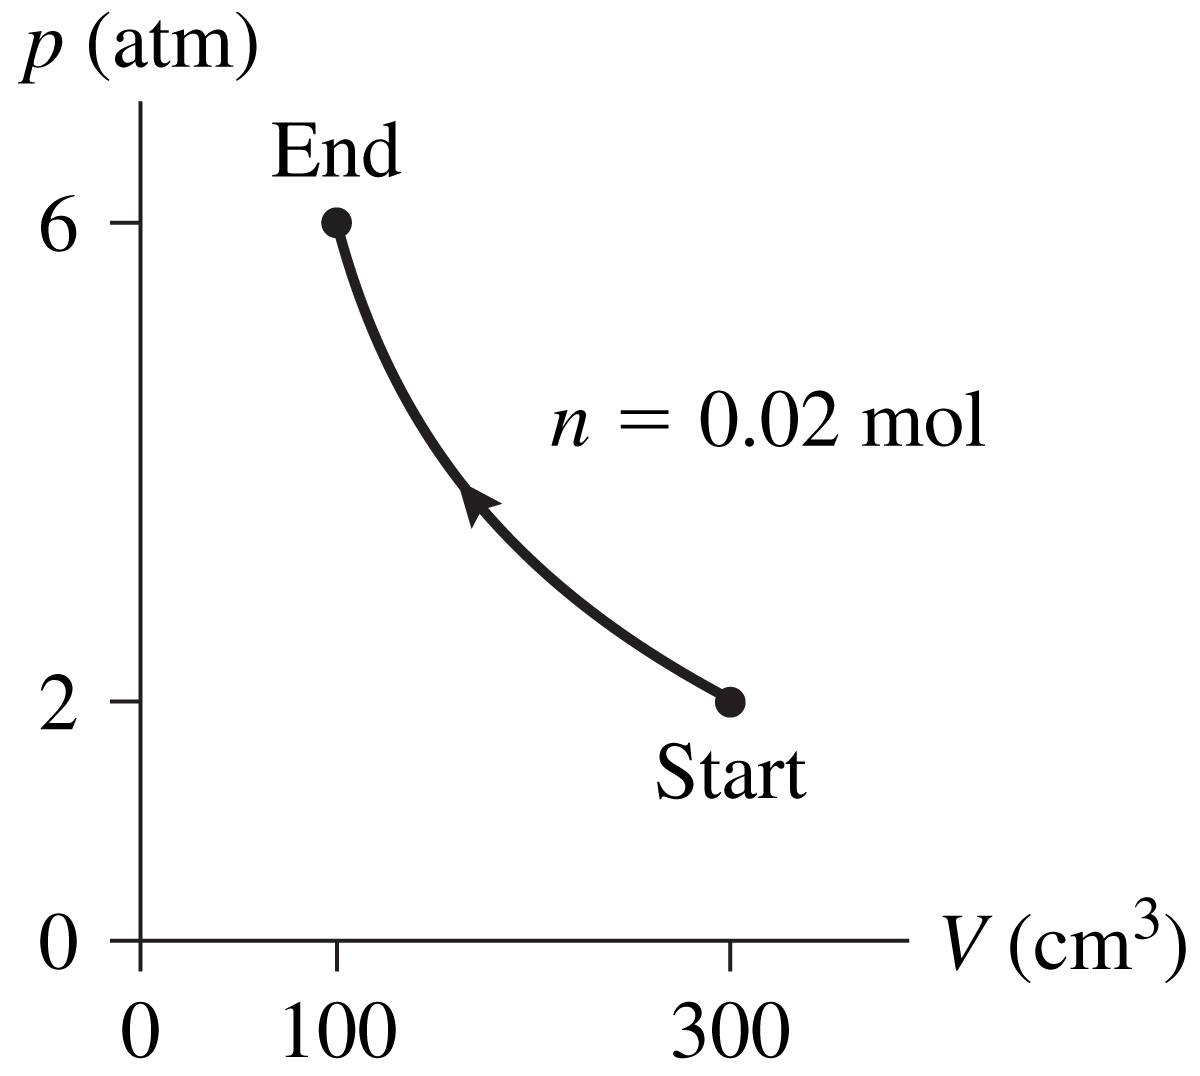 p (atm)
End
6
n = 0.02 mol
2
Start
0
V (cm³)
0 100 300